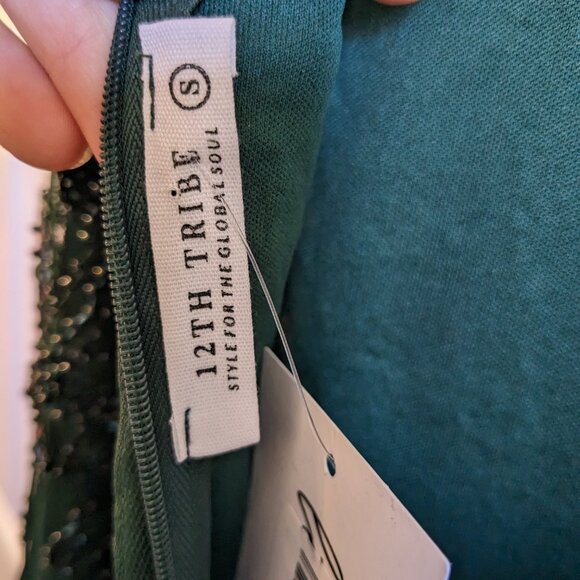 12TH TRIBE
STYLE FOR THE GLOBAL SOUL
S